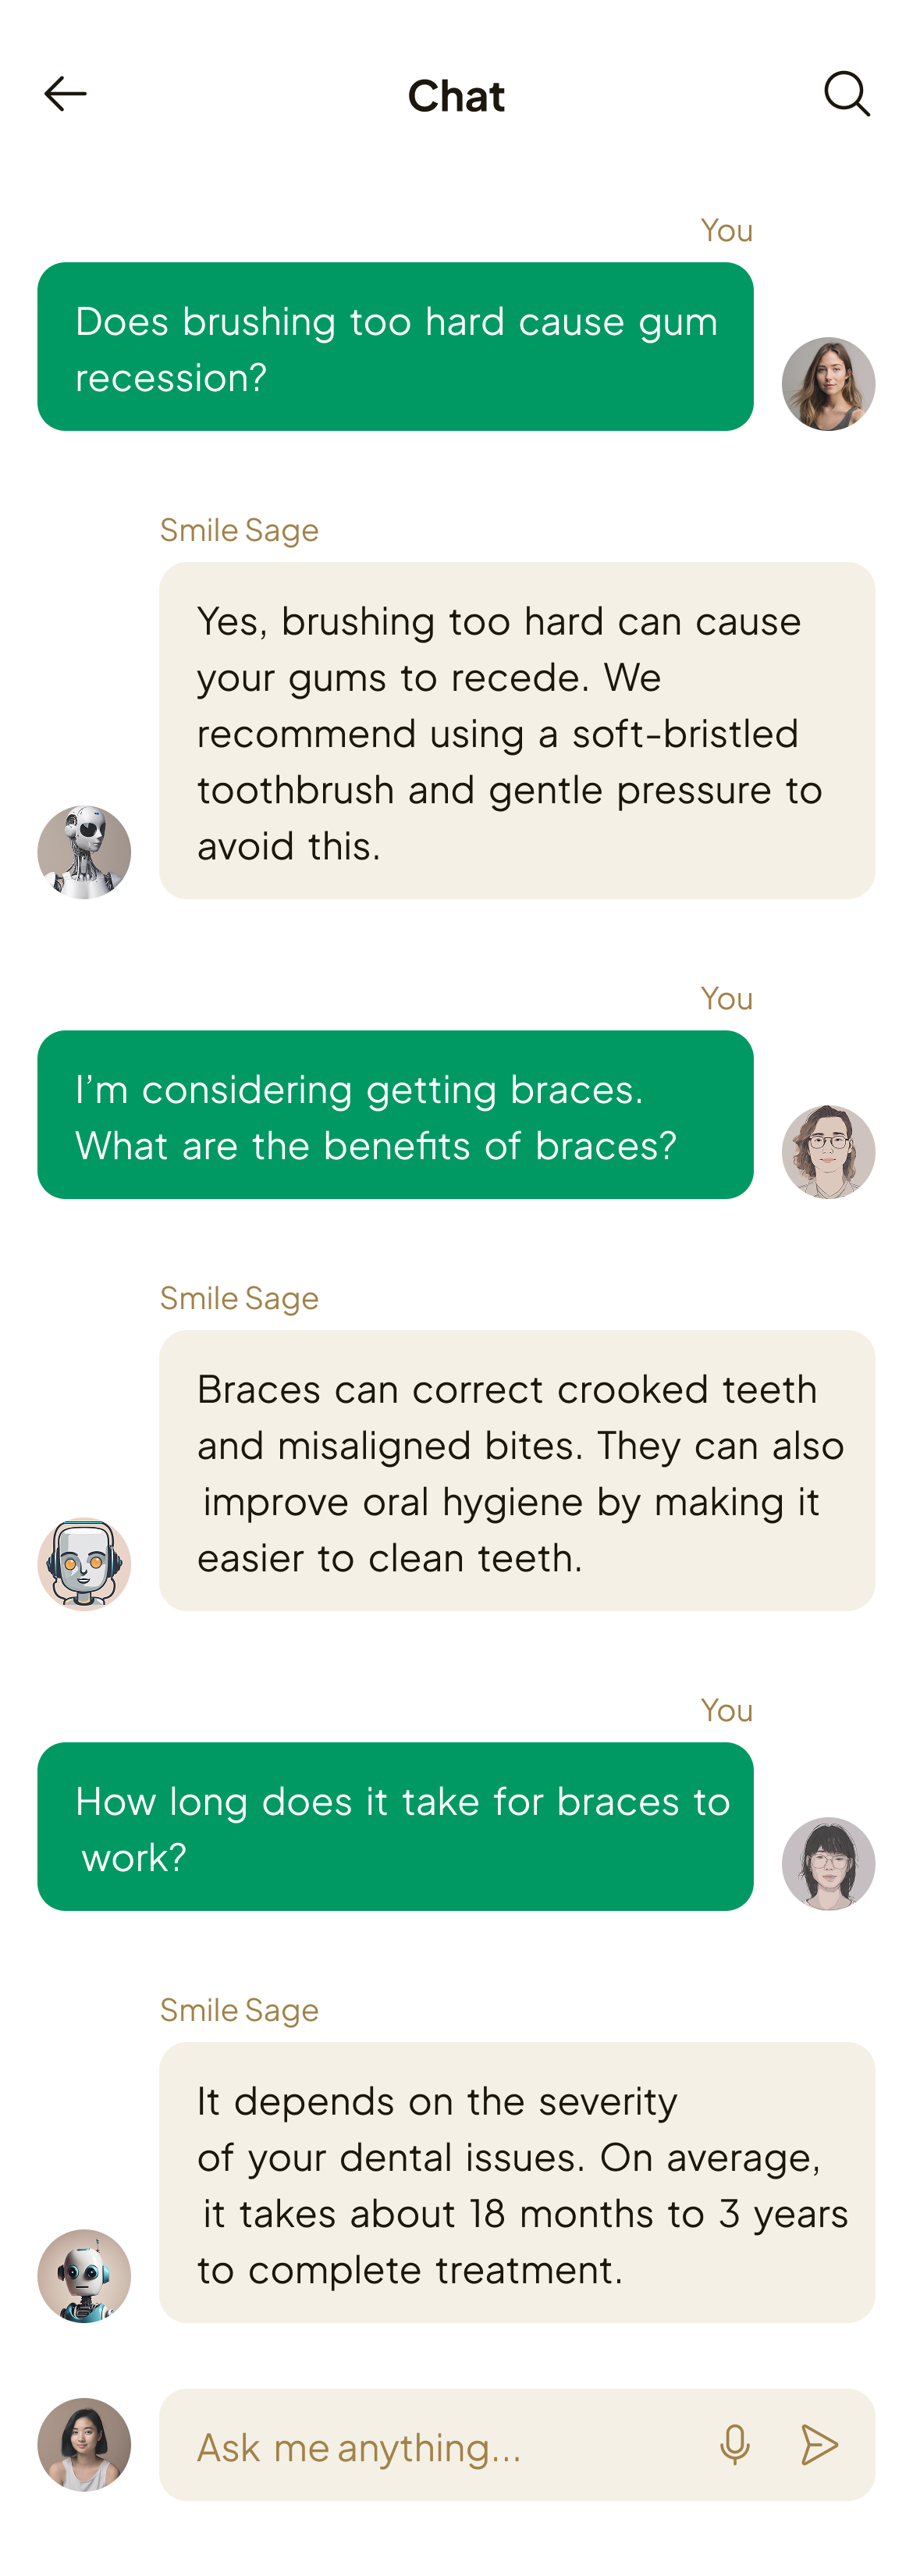 Chat
You
Does brushing too hard cause gum
recession?
Smile Sage
Yes, brushing too hard can cause
your gums to recede. We
recommend using a soft-bristled
toothbrush and gentle pressure to
avoid this.
You
I’m considering getting braces.
What are the benefits of braces?
Smile Sage
Braces can correct crooked teeth
and misaligned bites. They can also
improve oral hygiene by making it
easier to clean teeth.
You
How long does it take for braces to
work?
Smile Sage
It depends on the severity
of your dental issues. On average,
it takes about 18 months to 3 years
to complete treatment.
Ask me anything...